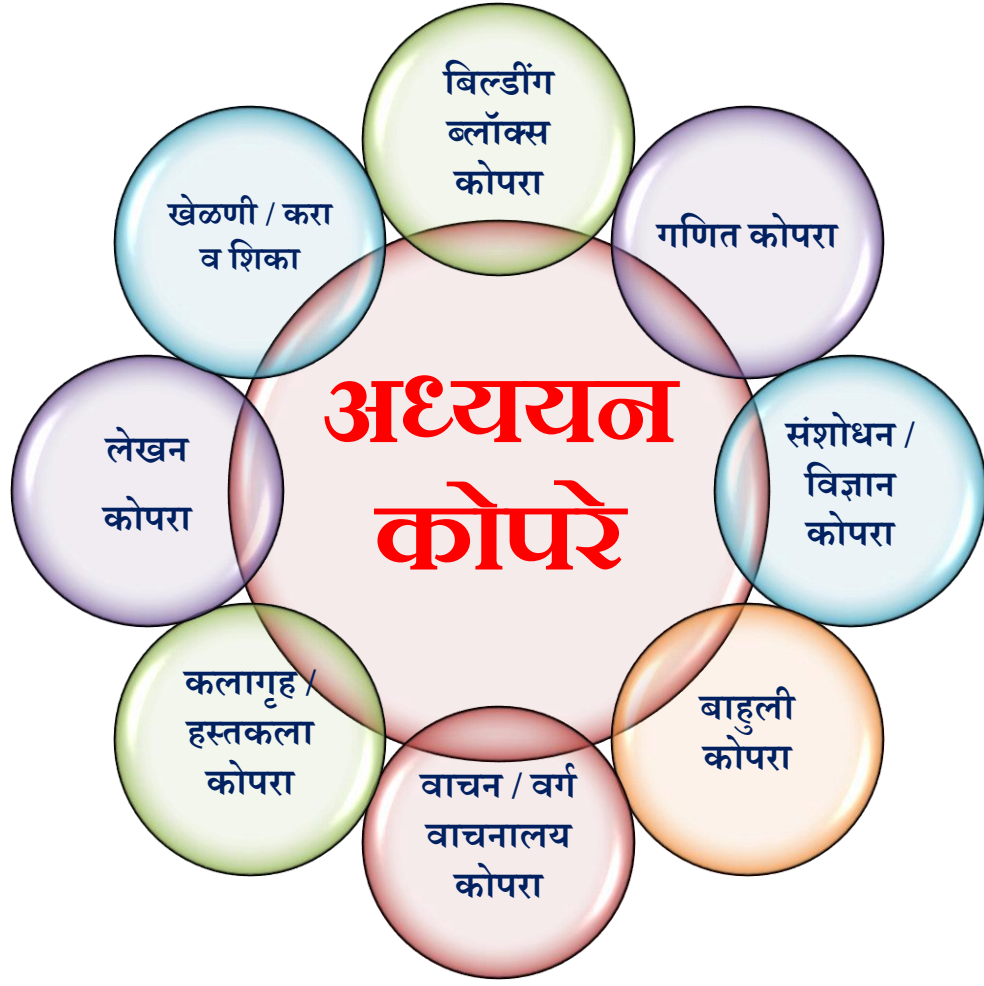 बिल्डींग
ब्लॉक्स
कोपरा
गणित कोपरा
संशोधन /
विज्ञान
कोपरा
बाहुली
कोपरा
वाचन / वर्ग
वाचनालय
कोपरा
कलागृह /
हस्तकला
कोपरा
लेखन
कोपरा
खेळणी / करा
व शिका
अध्ययन
कोपरे